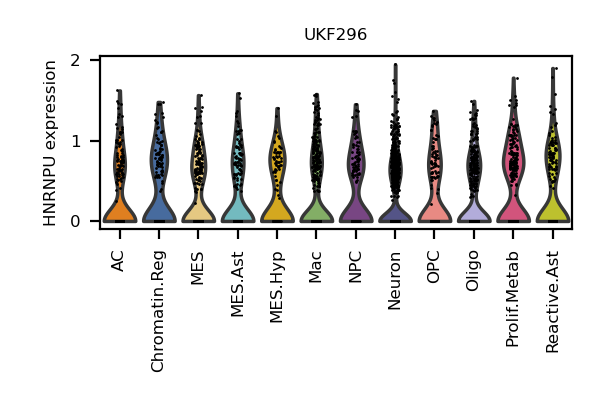 UKF296
HNRNPU expression
2
1
0
AC
Chromatin.Reg
MES
MES.Ast
MES.Hyp
Mac
NPC
Neuron
OPC
Oligo
Prolif.Metab
Reactive.Ast